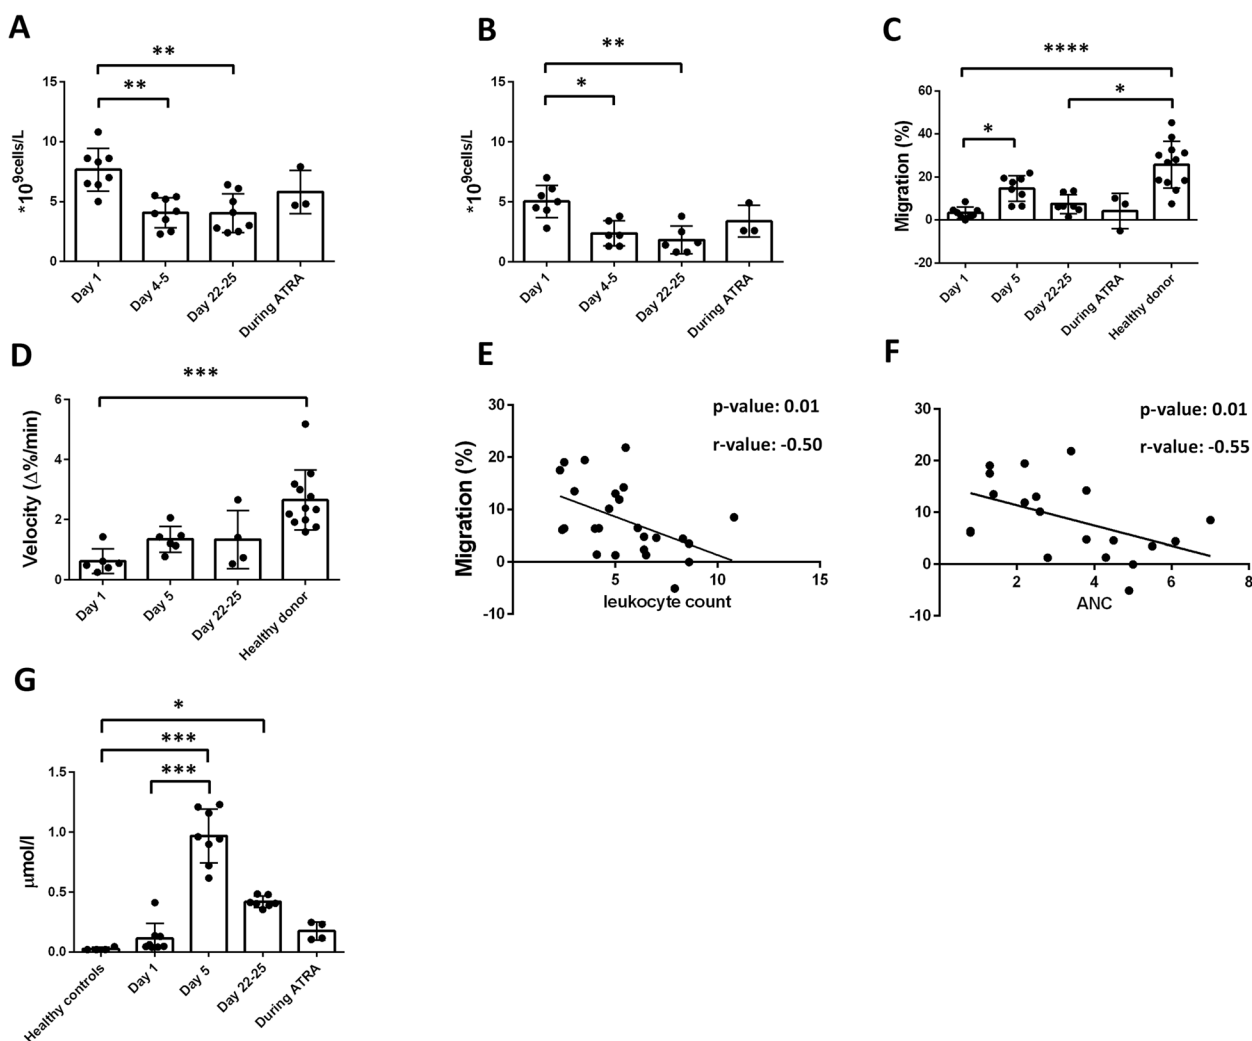 A
**
**
*10^9cells/L
15
10
5
0
Day 1
Day 4-5
Day 22-25
During ATRA
B
**
*
*10^9cells/L
15
10
5
0
Day 1
Day 4-5
Day 22-25
During ATRA
C
****
*
*
Migration (%)
60
40
20
0
-20
Day 1
Day 5
Day 22-25
During ATRA
Healthy donor
D
***
Velocity (Δ%/min)
6
4
2
0
Day 1
Day 5
Day 22-25
Healthy donor
E
p-value: 0.01
r-value: -0.50
Migration (%)
30
20
10
0
-10
5
10
15
leukocyte count
F
p-value: 0.01
r-value: -0.55
30
20
10
0
-10
2
4
6
8
ANC
G
*
***
***
μmol/l
1.5
1.0
0.5
0.0
Healthy controls
Day 1
Day 5
Day 22-25
During ATRA